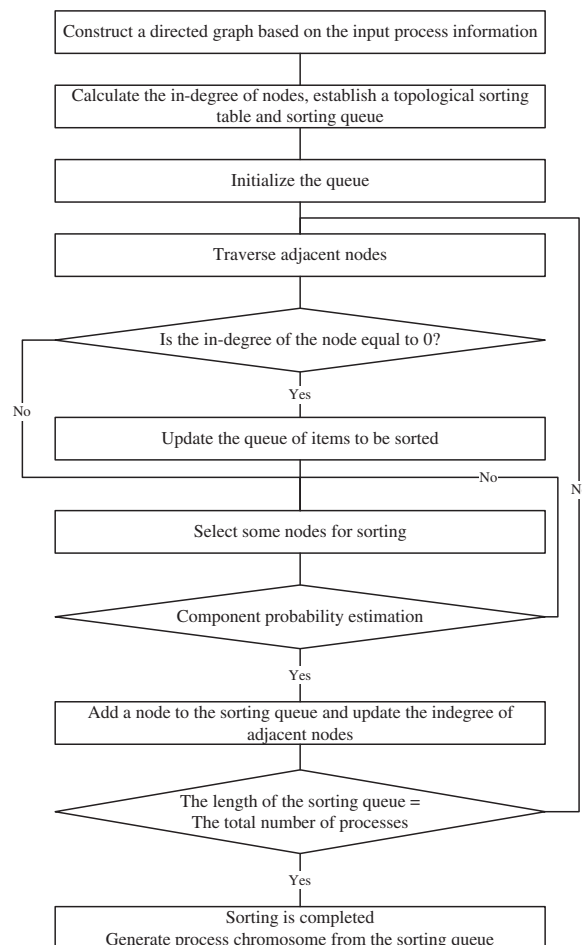 Construct a directed graph based on the input process information
Calculate the in-degree of nodes, establish a topological sorting
table and sorting queue
Initialize the queue
Traverse adjacent nodes
Is the in-degree of the node equal to 0?
Yes
No
Update the queue of items to be sorted
No
N
Select some nodes for sorting
Component probability estimation
Yes
Add a node to the sorting queue and update the indegree of
adjacent nodes
The length of the sorting queue =
The total number of processes
Yes
Sorting is completed
Generate process chromosome from the sorting queue